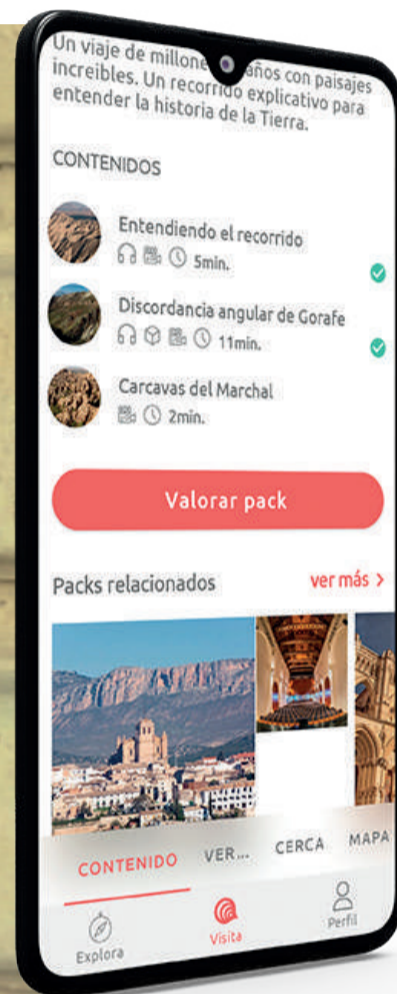 Un viaje de millones años con paisajes
increibles. Un recorrido explicativo para
entender la historia de la Tierra.
CONTENIDOS
Entendiendo el recorrido
5min.
Discordancia angular de Gorafe
11min.
Carcavas del Marchal
2min.
Valorar pack
Packs relacionados
ver más >
CONTENIDO
VER...
CERCA
MAPA
Explora
Visita
Perfil